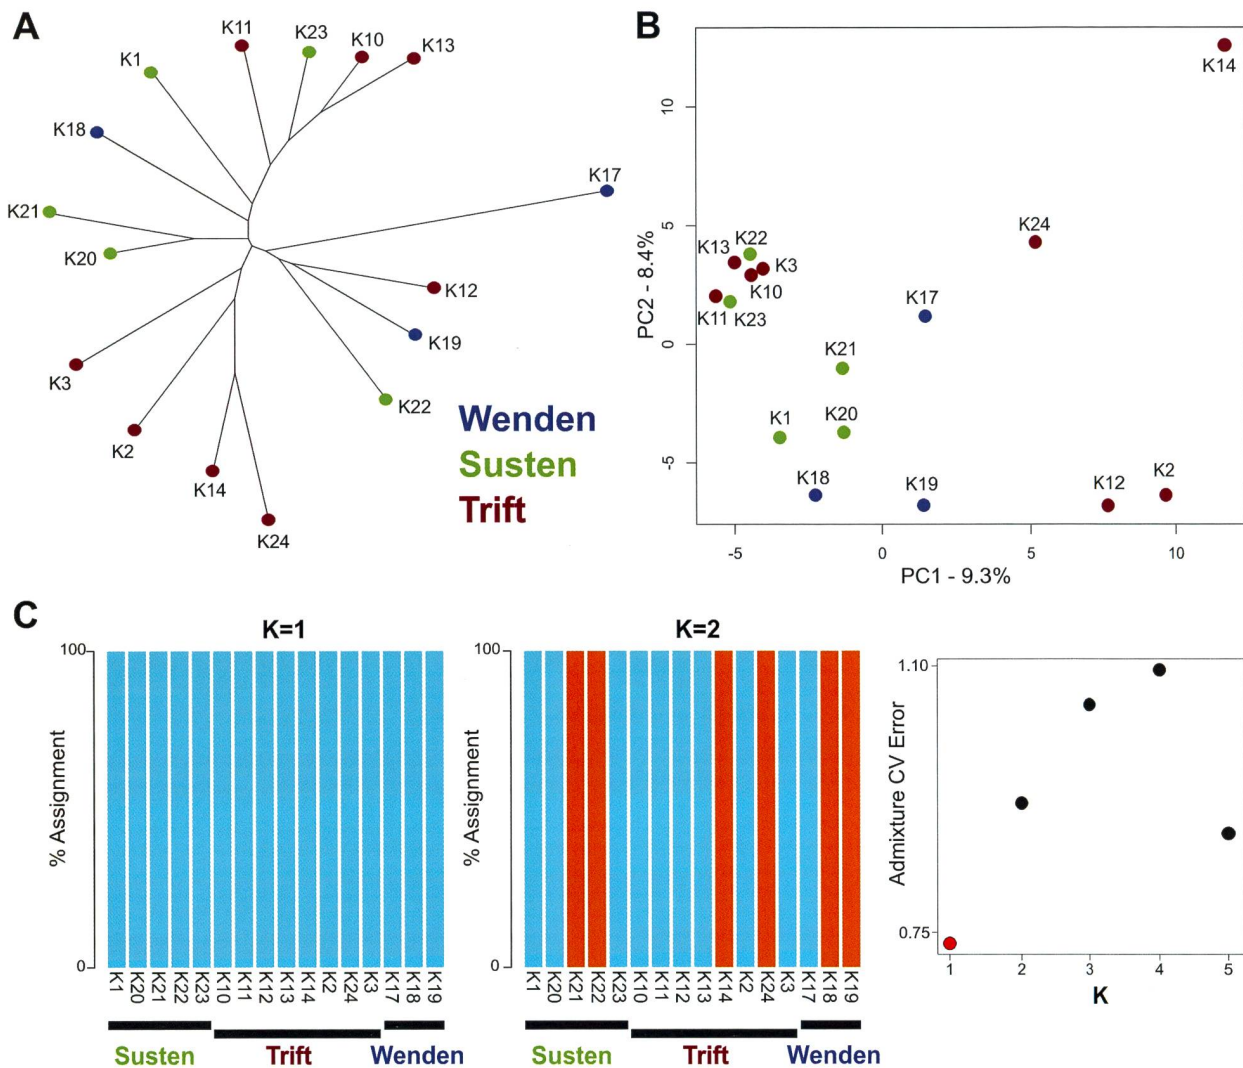 A
K11
K23
K10
K13
K1
K18
K17
K21
K20
K12
K19
K3
K22
K2
K14
K24
Wenden
Susten
Trift
B
K14
10
K24
5
K13
K22
K3
K10
K17
K11
K23
PC2 - 8.4%
0
K21
K1
K20
-5
K18
K19
K12
K2
-5
0
5
10
PC1 - 9.3%
C
K=1
100
% Assignment
0
K1
K20
K21
K22
K23
K10
K11
K12
K13
K14
K2
K24
K3
K17
K18
K19
Susten
Trift
Wenden
K=2
100
% Assignment
0
K1
K20
K21
K22
K23
K10
K11
K12
K13
K14
K2
K24
K3
K17
K18
K19
Susten
Trift
Wenden
1.10
Admixture CV Error
0.75
1
2
3
4
5
K